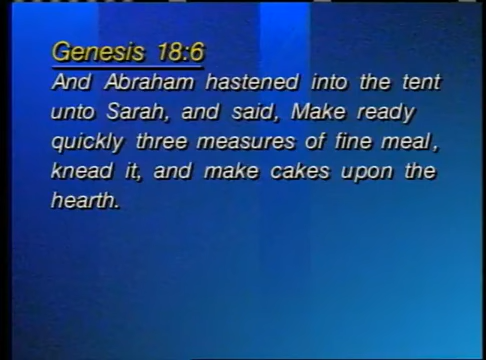 Genesis 18:6
And Abraham hastened into the tent
unto Sarah, and said, Make ready
quickly three measures of fine meal,
knead it, and make cakes upon the
hearth.